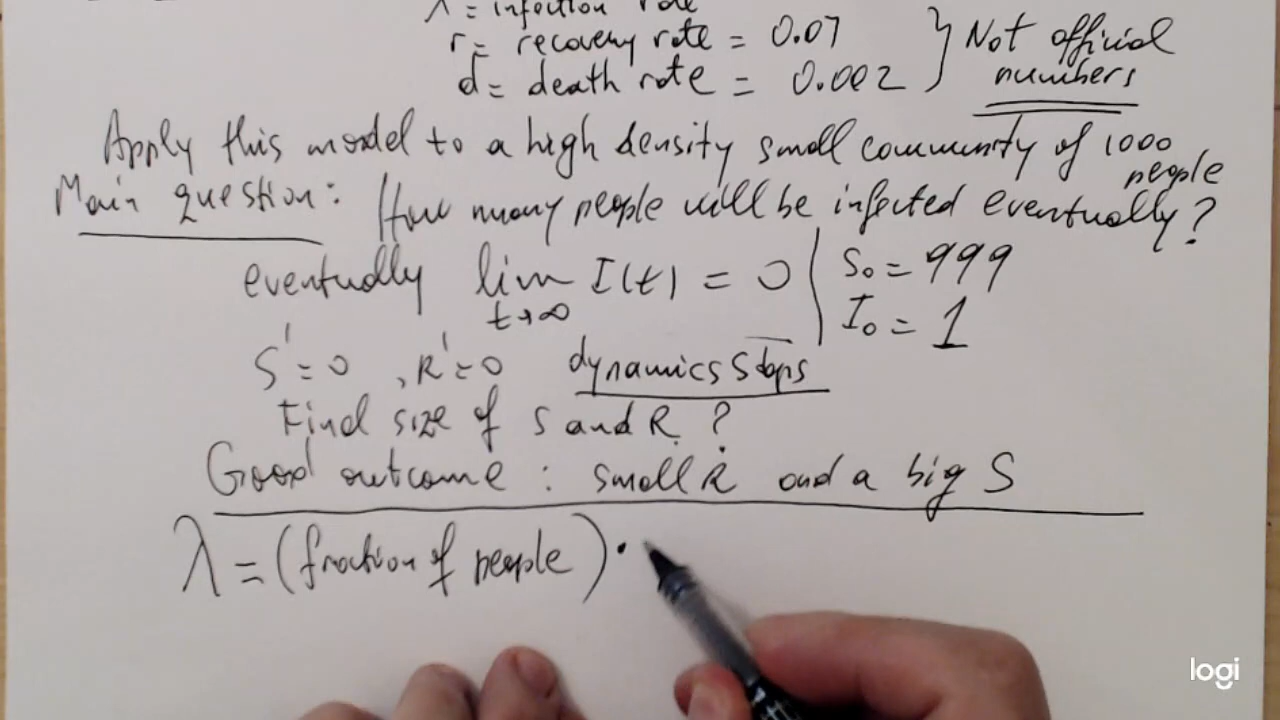 λ = infection rate
r = recovery rate = 0.07
d = death rate = 0.002 } Not official numbers
Apply this model to a high density small community of 1000 people
Main question: How many people will be infected eventually?
eventually lim t→∞ I(t) = 0 | S₀ = 999
I₀ = 1
S' = 0 , R' = 0 dynamics stops
Find size of S and R ?
Good outcome : small R and a big S
λ = (fraction of people) ·
logi